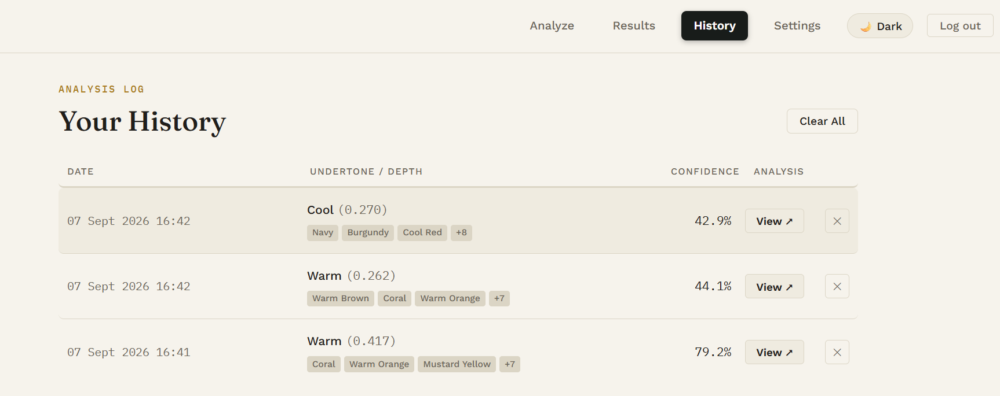 Analyze Results History Settings 🌙 Dark Log out
ANALYSIS LOG
Your History
Clear All
DATE UNDERTONE / DEPTH CONFIDENCE ANALYSIS
07 Sept 2026 16:42 Cool (0.270) 42.9% View ↗ ×
Navy Burgundy Cool Red +8
07 Sept 2026 16:42 Warm (0.262) 44.1% View ↗ ×
Warm Brown Coral Warm Orange +7
07 Sept 2026 16:41 Warm (0.417) 79.2% View ↗ ×
Coral Warm Orange Mustard Yellow +7